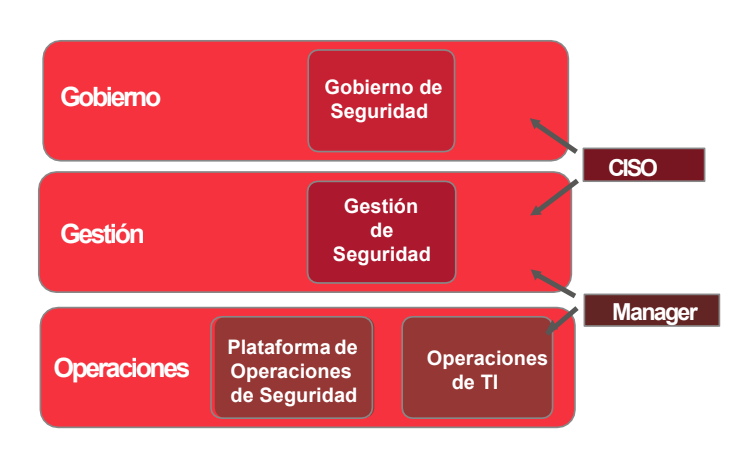 Gobierno
Gobierno de
Seguridad
CISO
Gestión
Gestión
de
Seguridad
Manager
Operaciones
Plataforma de
Operaciones
de Seguridad
Operaciones
de TI